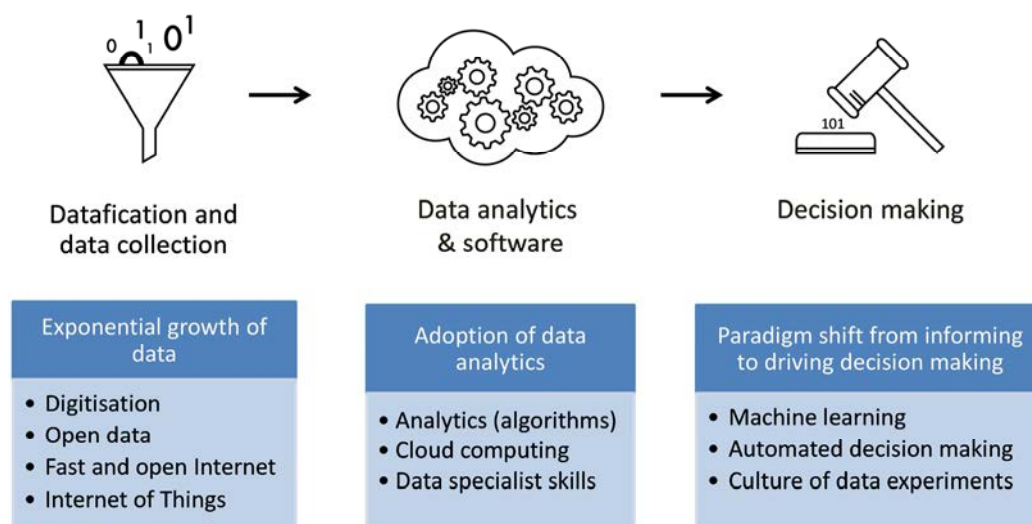 0 1 1 0 1
101
Datafication and
data collection
Data analytics
& software
Decision making
Exponential growth of
data
• Digitisation
• Open data
• Fast and open Internet
• Internet of Things
Adoption of data
analytics
• Analytics (algorithms)
• Cloud computing
• Data specialist skills
Paradigm shift from informing
to driving decision making
• Machine learning
• Automated decision making
• Culture of data experiments